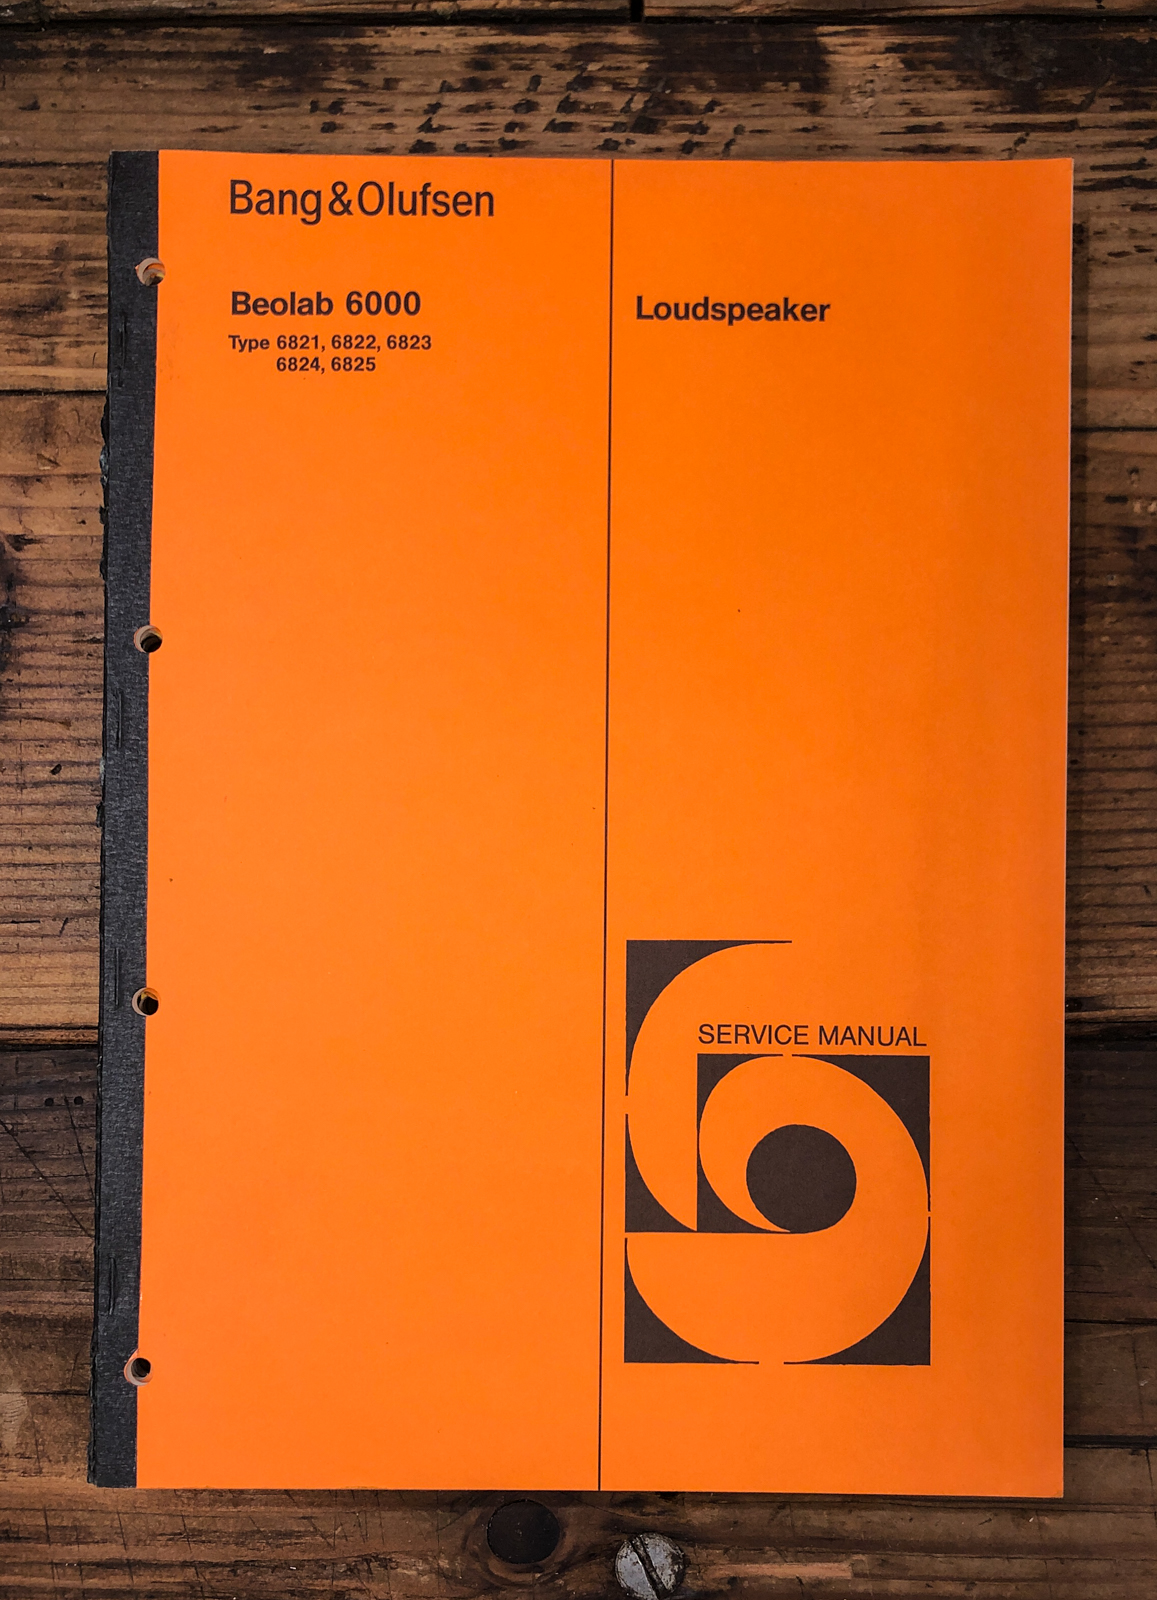 Bang&Olufsen
Beolab 6000
Type 6821, 6822, 6823
6824, 6825
Loudspeaker
SERVICE MANUAL